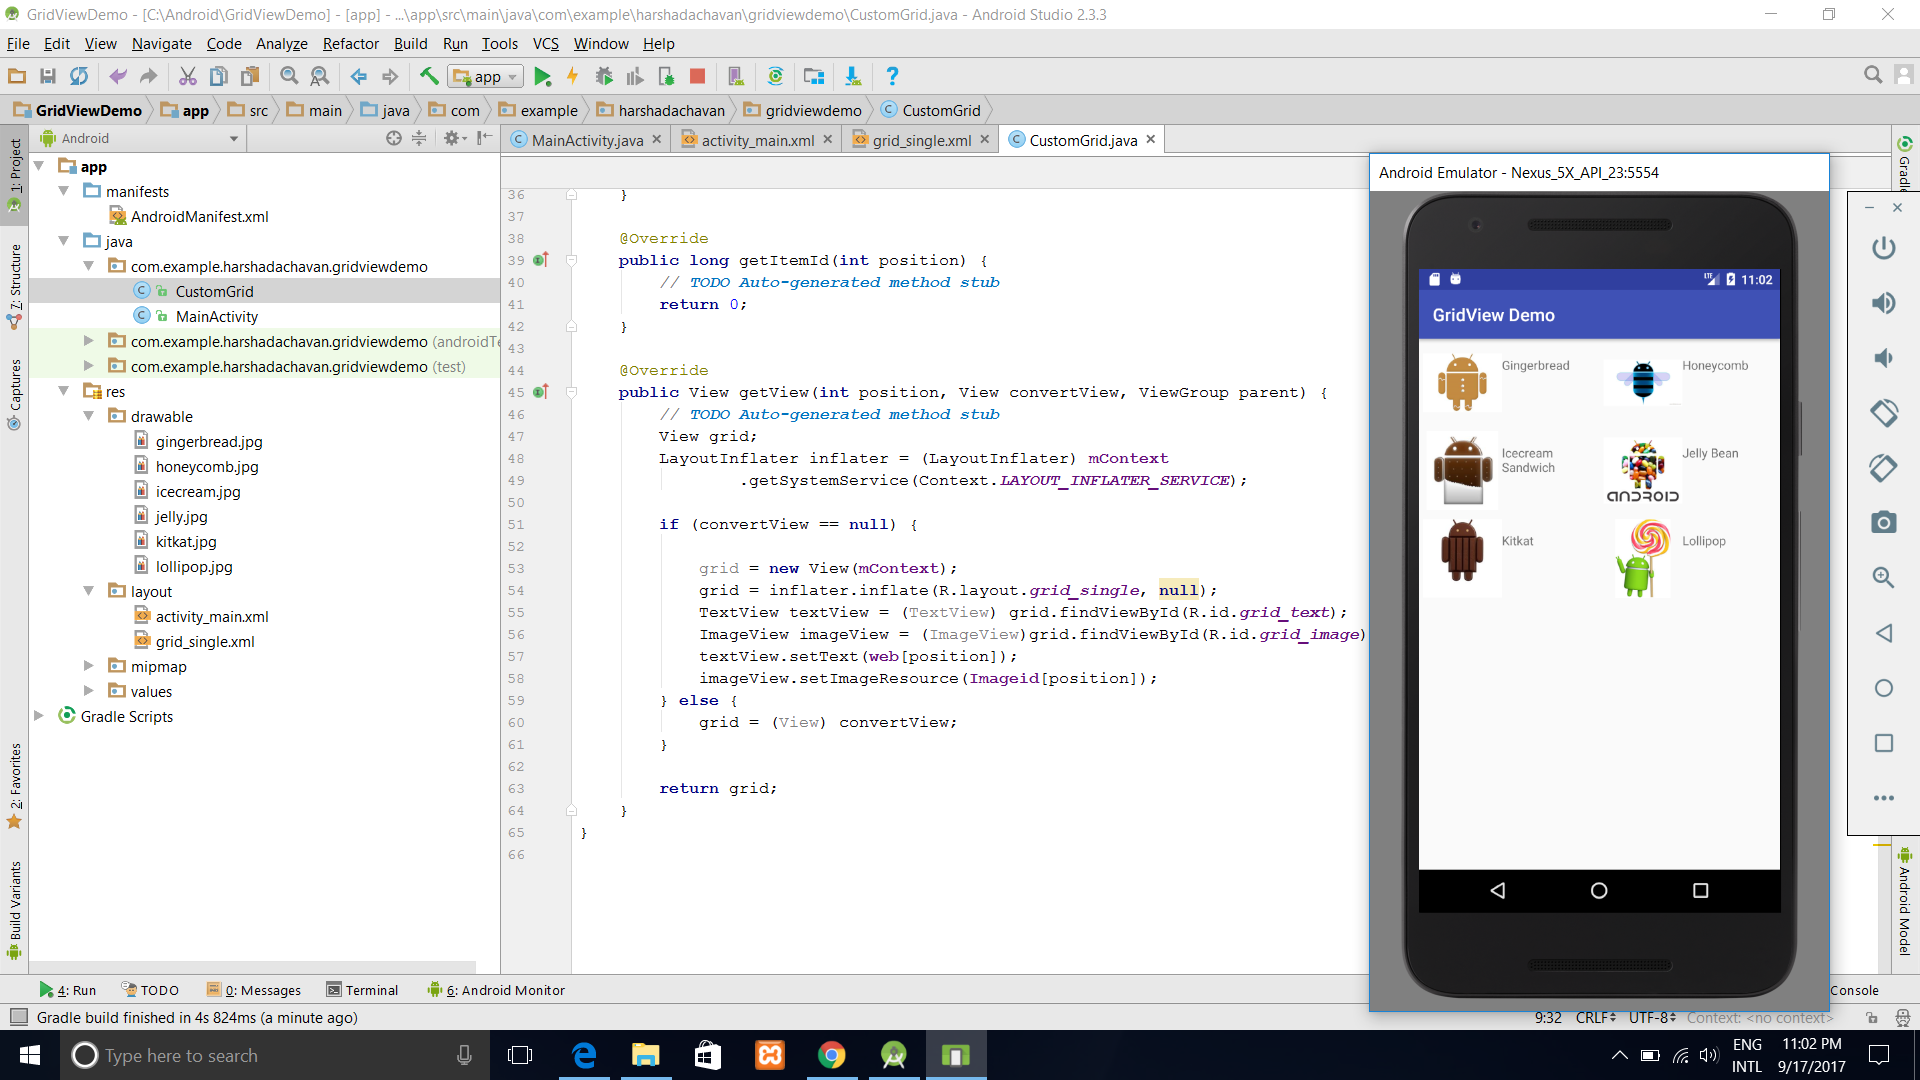 GridViewDemo - [C:\Android\GridViewDemo] - [app] - ...\app\src\main\java\com\example\harshadachavan\gridviewdemo\CustomGrid.java - Android Studio 2.3.3
File Edit View Navigate Code Analyze Refactor Build Run Tools VCS Window Help
app
GridViewDemo app src main java com example harshadachavan gridviewdemo CustomGrid
Android
MainActivity.java activity_main.xml grid_single.xml CustomGrid.java
1: Project
7: Structure
Captures
2: Favorites
Build Variants
app
manifests
AndroidManifest.xml
java
com.example.harshadachavan.gridviewdemo
CustomGrid
MainActivity
com.example.harshadachavan.gridviewdemo (androidTe
com.example.harshadachavan.gridviewdemo (test)
res
drawable
gingerbread.jpg
honeycomb.jpg
icecream.jpg
jelly.jpg
kitkat.jpg
lollipop.jpg
layout
activity_main.xml
grid_single.xml
mipmap
values
Gradle Scripts
36 }
37
38 @Override
39 public long getItemId(int position) {
40 // TODO Auto-generated method stub
41 return 0;
42 }
43
44 @Override
45 public View getView(int position, View convertView, ViewGroup parent) {
46 // TODO Auto-generated method stub
47 View grid;
48 LayoutInflater inflater = (LayoutInflater) mContext
49 .getSystemService(Context.LAYOUT_INFLATER_SERVICE);
50
51 if (convertView == null) {
52
53 grid = new View(mContext);
54 grid = inflater.inflate(R.layout.grid_single, null);
55 TextView textView = (TextView) grid.findViewById(R.id.grid_text);
56 ImageView imageView = (ImageView)grid.findViewById(R.id.grid_image)
57 textView.setText(web[position]);
58 imageView.setImageResource(Imageid[position]);
59 } else {
60 grid = (View) convertView;
61 }
62
63 return grid;
64 }
65 }
66
Android Emulator - Nexus_5X_API_23:5554
LTE 11:02
GridView Demo
Gingerbread Honeycomb
Icecream Sandwich
Jelly Bean
ANDROID
Kitkat Lollipop
Gradle
Android Model
4: Run TODO 0: Messages Terminal 6: Android Monitor
Console
Gradle build finished in 4s 824ms (a minute ago)
9:32 CRLF UTF-8 Context: <no context>
Type here to search
ENG
INTL
11:02 PM
9/17/2017